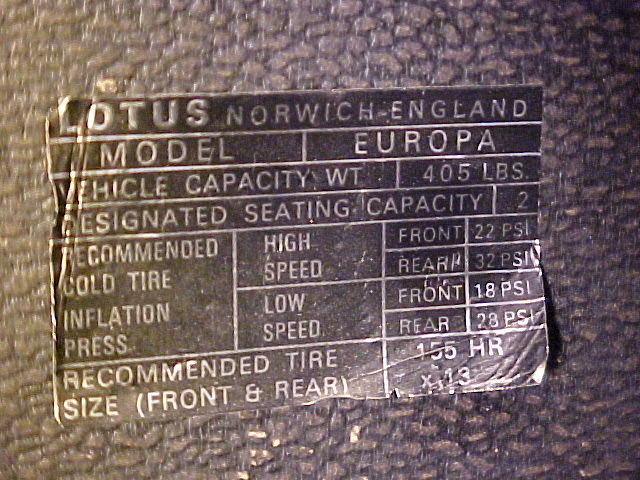 LOTUS NORWICH-ENGLAND
MODEL EUROPA
VEHICLE CAPACITY WT 405 LBS.
DESIGNATED SEATING CAPACITY 2
RECOMMENDED COLD TIRE INFLATION PRESS.
HIGH SPEED
FRONT 22 PSI
REAR 32 PSI
LOW SPEED
FRONT 18 PSI
REAR 28 PSI
RECOMMENDED TIRE
SIZE (FRONT & REAR)
155 HR
x 13